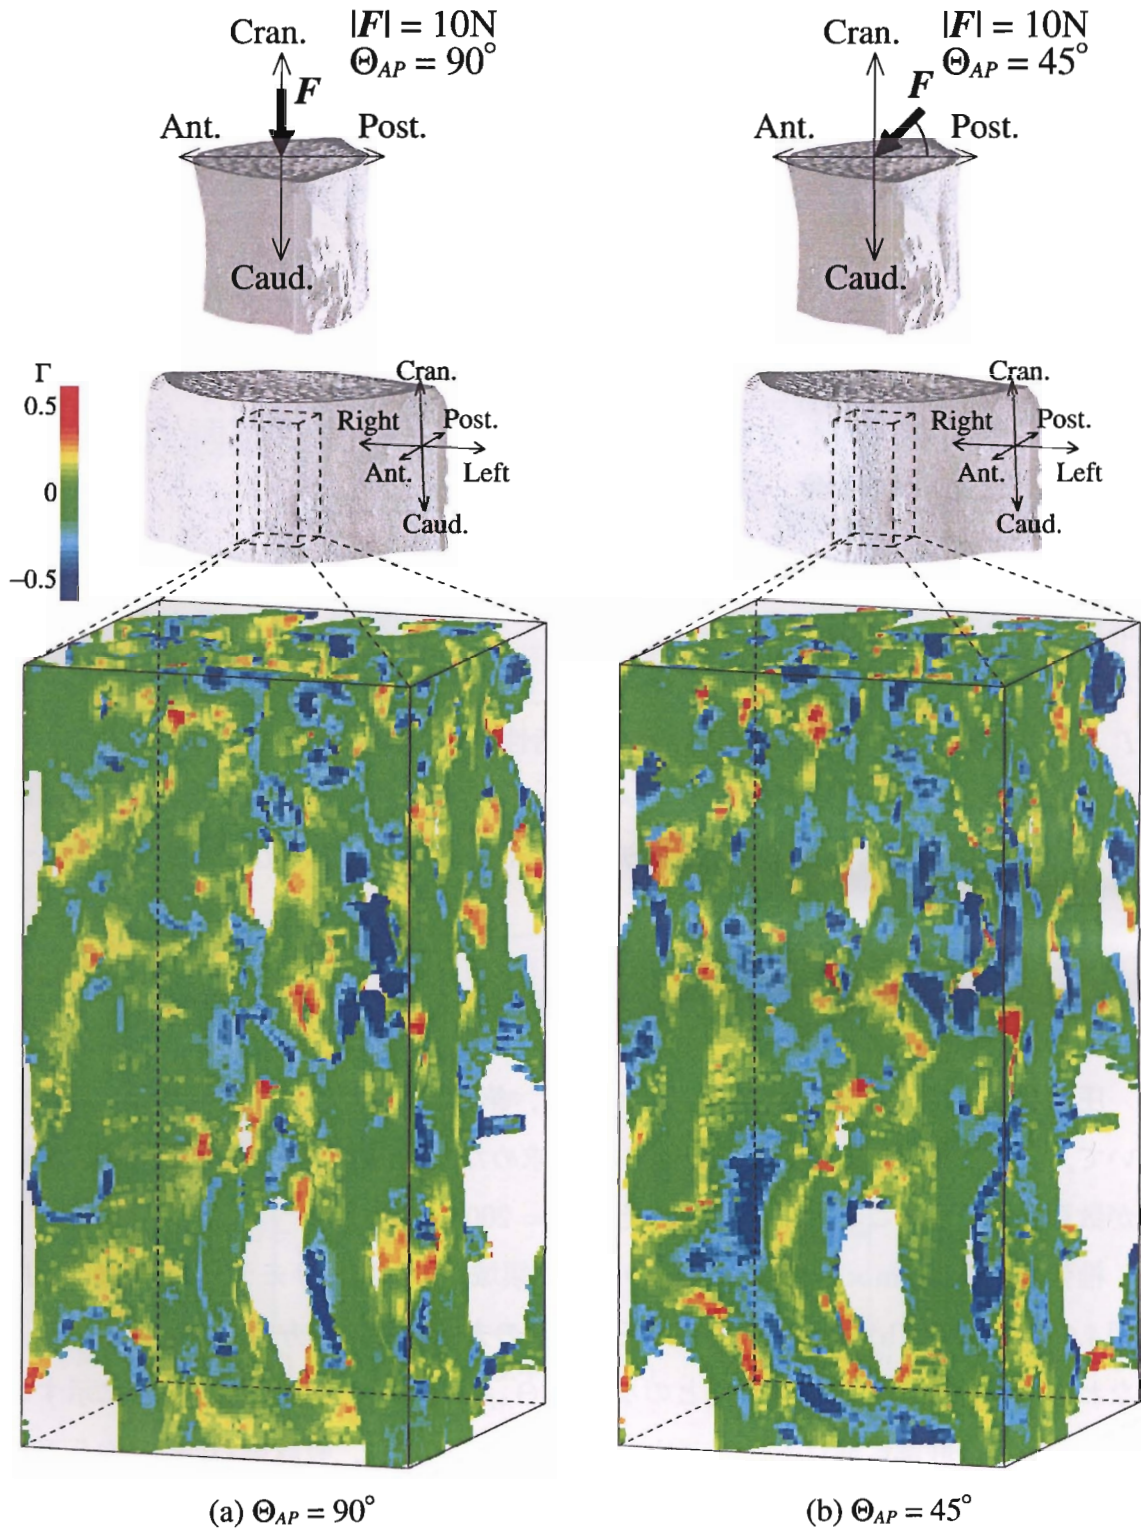 |F| = 10N
Θ_AP = 90°
Cran.
F
Ant.
Post.
Caud.
|F| = 10N
Θ_AP = 45°
Cran.
F
Ant.
Post.
Caud.
Γ
0.5
0
−0.5
Cran.
Right
Post.
Ant.
Left
Caud.
Cran.
Right
Post.
Ant.
Left
Caud.
(a) Θ_AP = 90°
(b) Θ_AP = 45°